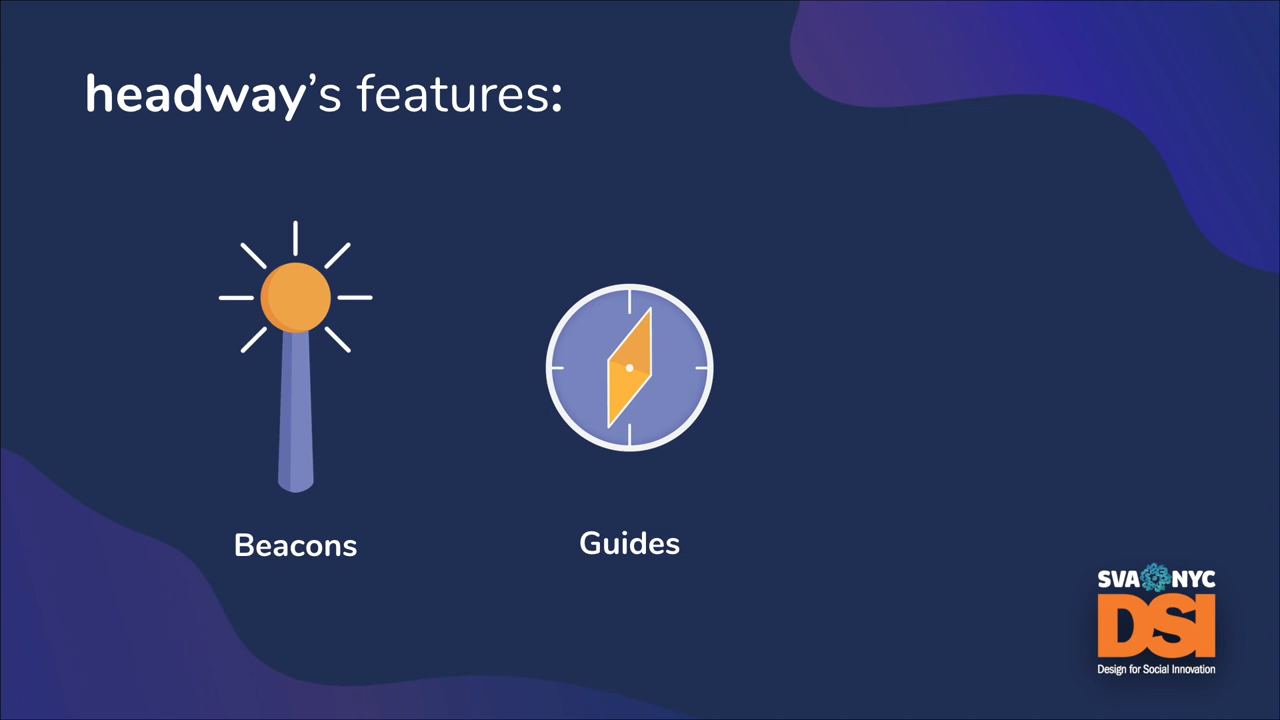 headway’s features:
Beacons
Guides
SVA NYC
DSI
Design for Social Innovation